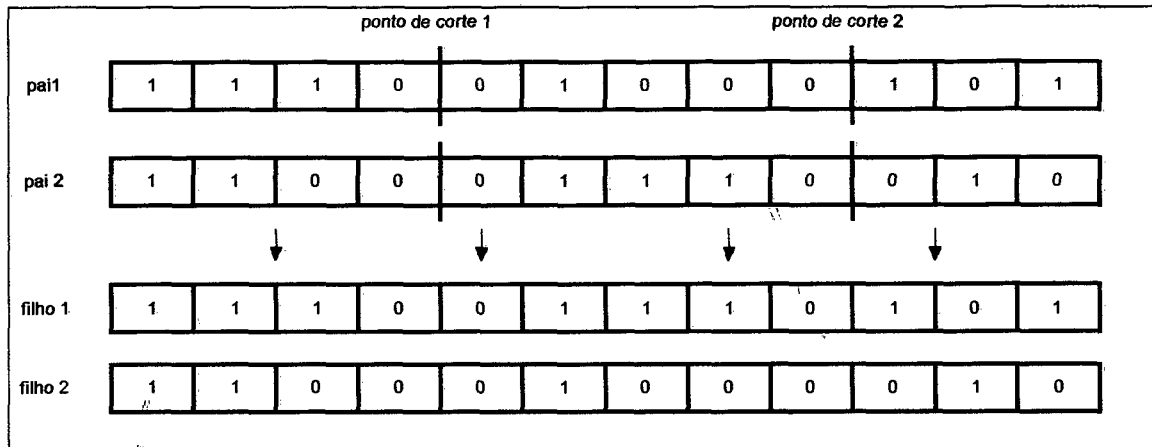 ponto de corte 1 ponto de corte 2
pai1 1 1 1 0 0 1 0 0 0 1 0 1
pai 2 1 1 0 0 0 1 1 1 0 0 1 0
filho 1 1 1 1 0 0 1 1 1 0 1 0 1
filho 2 1 1 0 0 0 1 0 0 0 0 1 0